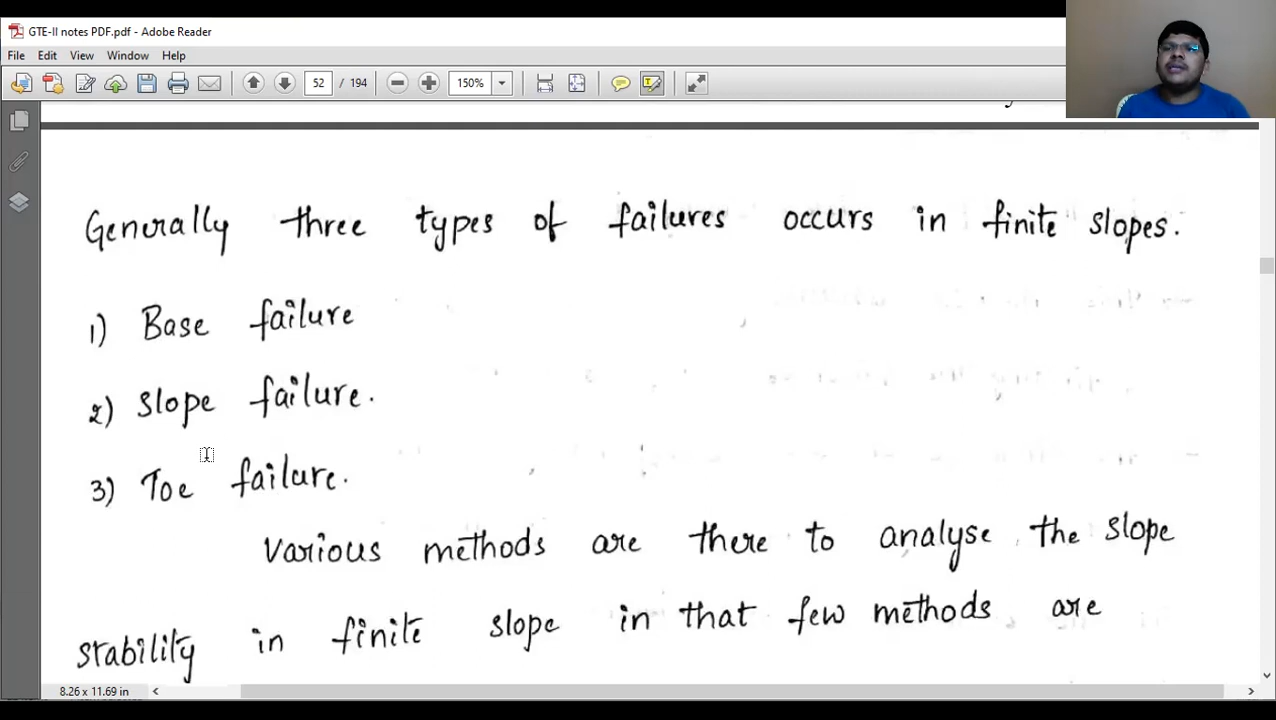 GTE-II notes PDF.pdf - Adobe Reader
File Edit View Window Help
52 / 194 150%
Generally three types of failures occurs in finite slopes.
1) Base failure
2) Slope failure.
3) Toe failure.
Various methods are there to analyse the slope
stability in finite slope in that few methods are
8.26 x 11.69 in